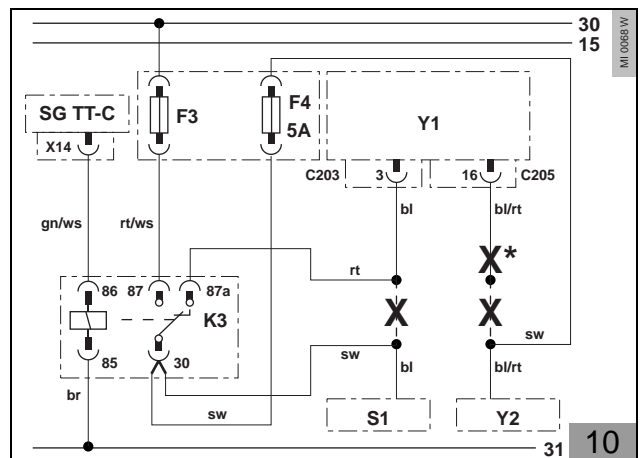 30
15
MI 0068 W
SG TT-C
X14
F3
F4
5A
Y1
C203
3
16
C205
gn/ws
rt/ws
bl
bl/rt
rt
X
*
86
87
87a
K3
X
X
85
30
sw
sw
bl
bl/rt
br
sw
S1
Y2
31
10